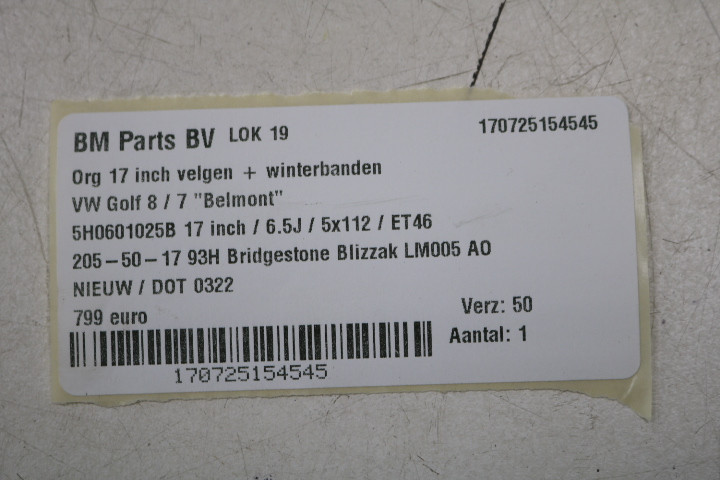 BM Parts BV LOK 19 170725154545
Org 17 inch velgen + winterbanden
VW Golf 8 / 7 "Belmont"
5H0601025B 17 inch / 6.5J / 5x112 / ET46
205-50-17 93H Bridgestone Blizzak LM005 AO
NIEUW / DOT 0322
799 euro Verz: 50
Aantal: 1
170725154545